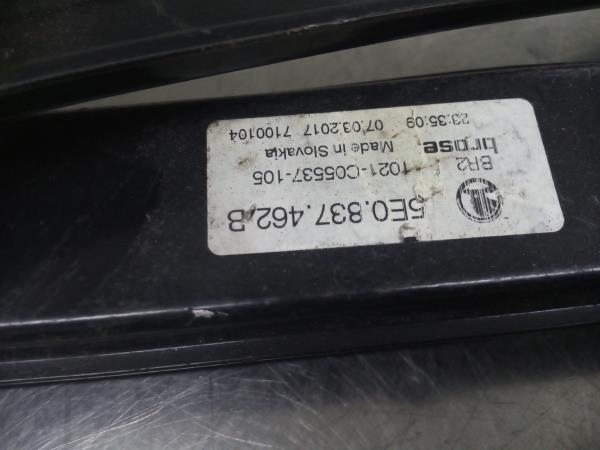 5E0.837.462 B
BR2 1021-C05537-105
brose Made in Slovakia
23:35:09 07.03.2017 7100104